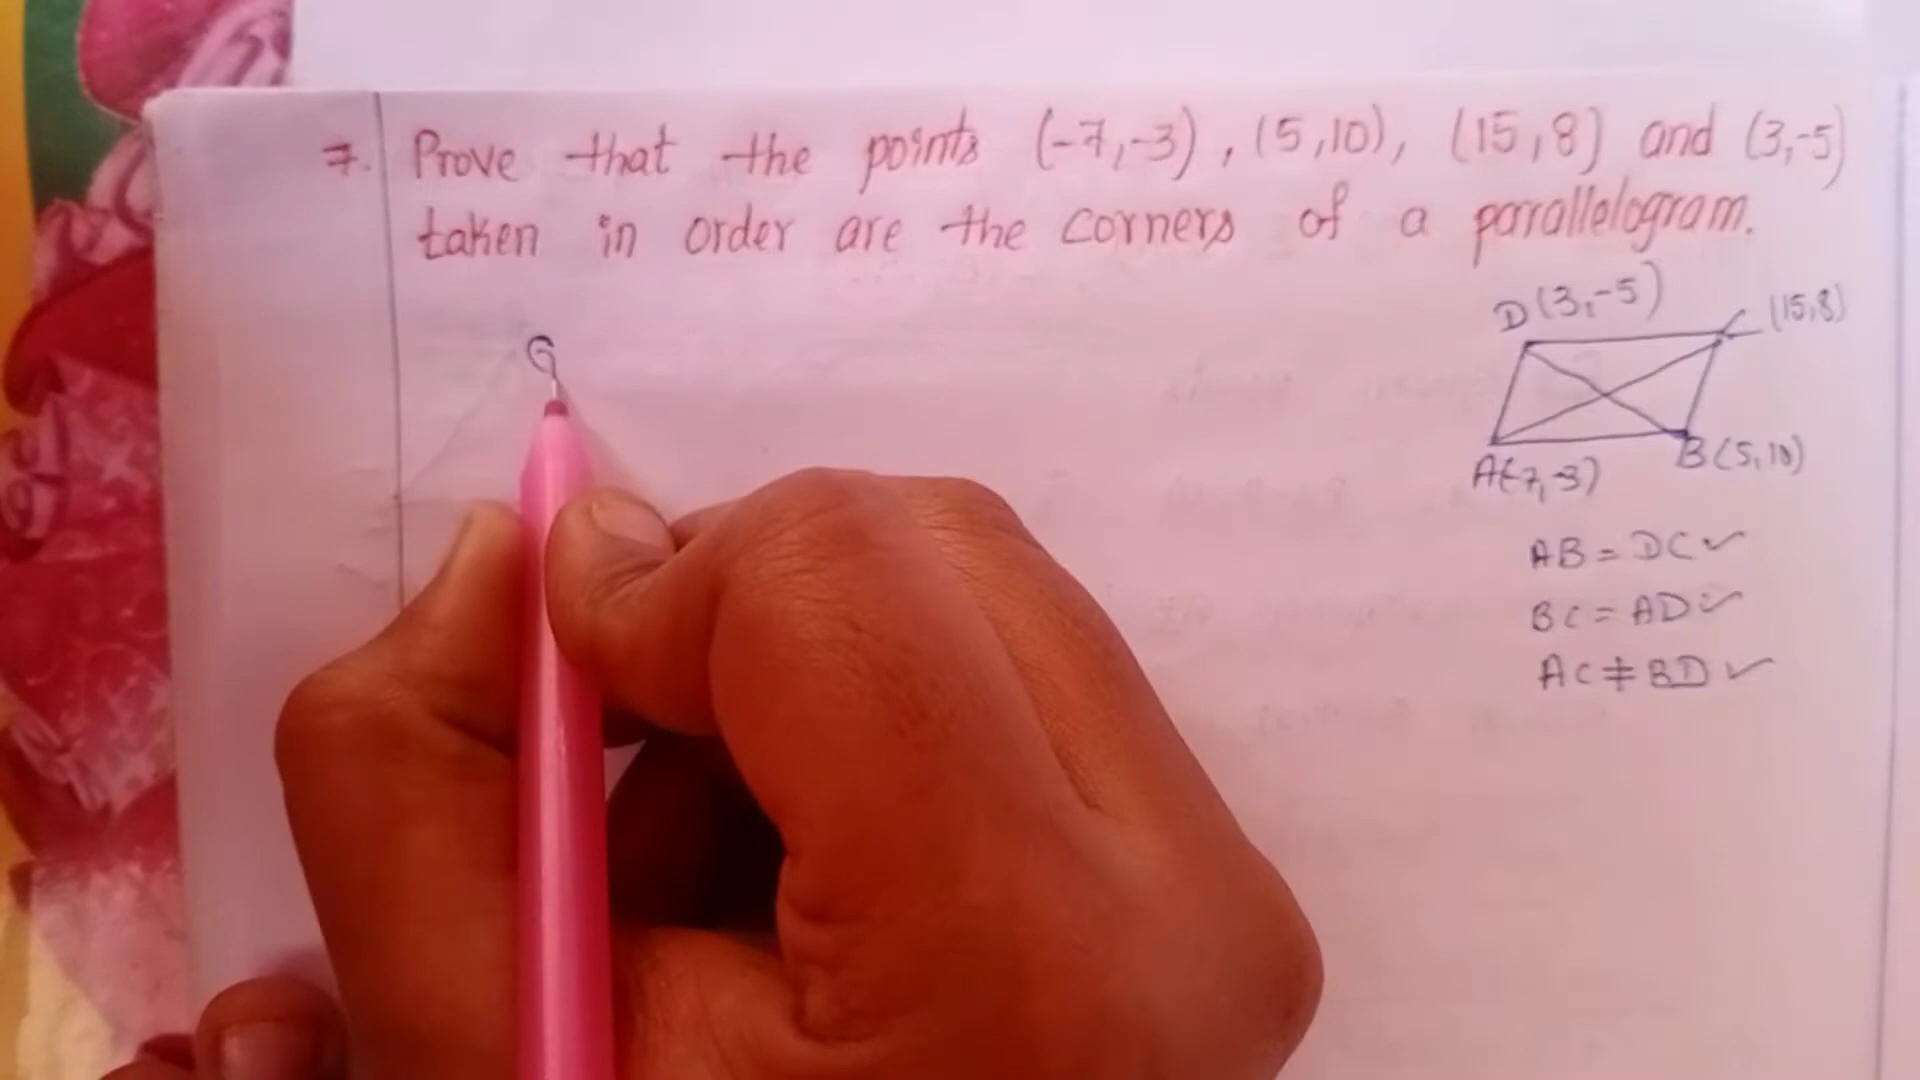 7. Prove that the points (-7,-3), (5,10), (15,8) and (3,-5)
taken in order are the corners of a parallelogram.
D(3,-5)
(15,8)
A(-7,-3)
B(5,10)
AB = DC ✓
BC = AD ✓
AC ≠ BD ✓
G